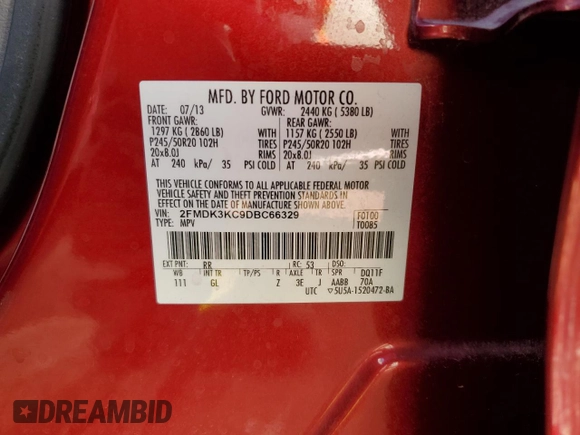 MFD. BY FORD MOTOR CO.
DATE: 07/13 GVWR: 2440 KG ( 5380 LB)
FRONT GAWR: REAR GAWR:
1297 KG ( 2860 LB) WITH 1157 KG ( 2550 LB) WITH
P245/50R20 102H TIRES P245/50R20 102H TIRES
20x8.0J RIMS 20x8.0J RIMS
AT 240 kPa/ 35 PSI COLD AT 240 kPa/ 35 PSI COLD
THIS VEHICLE CONFORMS TO ALL APPLICABLE FEDERAL MOTOR
VEHICLE SAFETY AND THEFT PREVENTION STANDARDS IN
EFFECT ON THE DATE OF MANUFACTURE SHOWN ABOVE.
VIN: 2FMDK3KC9DBC66329 F0100
TYPE: MPV T0085
EXT PNT: RR RC: 53 DSO:
WB INT TR TP/PS R AXLE TR SPR DQ11F
111 GL Z 3E J AABB 70A
UTC ▽5U5A-1520472-BA
DREAMBID